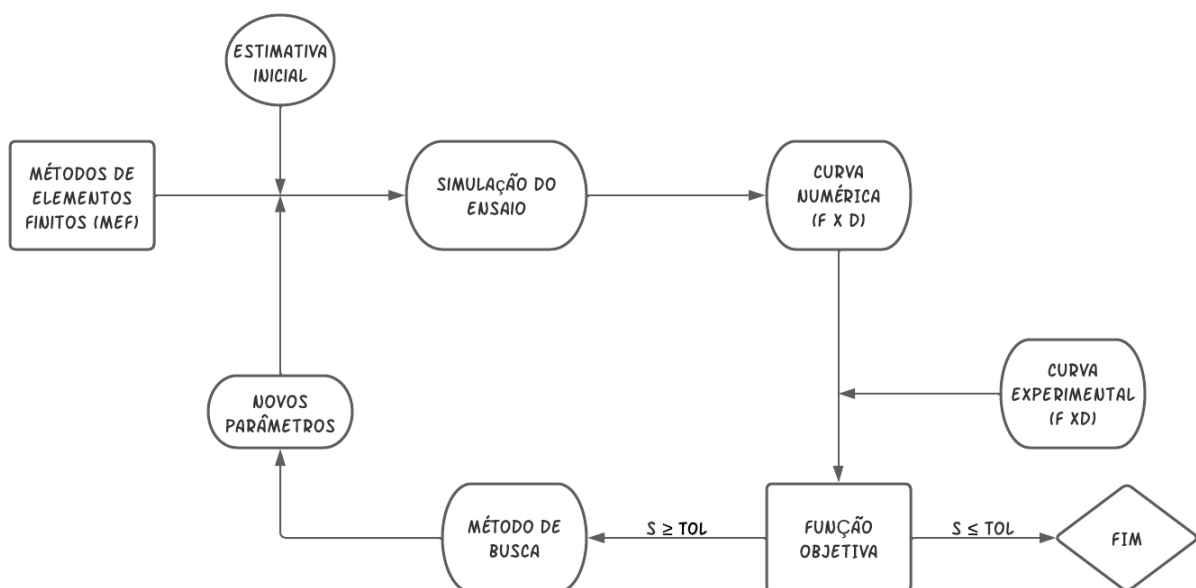 ESTIMATIVA
INICIAL
MÉTODOS DE
ELEMENTOS
FINITOS (MEF)
SIMULAÇÃO DO
ENSAIO
CURVA
NUMÉRICA
(F X D)
CURVA
EXPERIMENTAL
(F XD)
NOVOS
PARÂMETROS
MÉTODO DE
BUSCA
S ≥ TOL
FUNÇÃO
OBJETIVA
S ≤ TOL
FIM